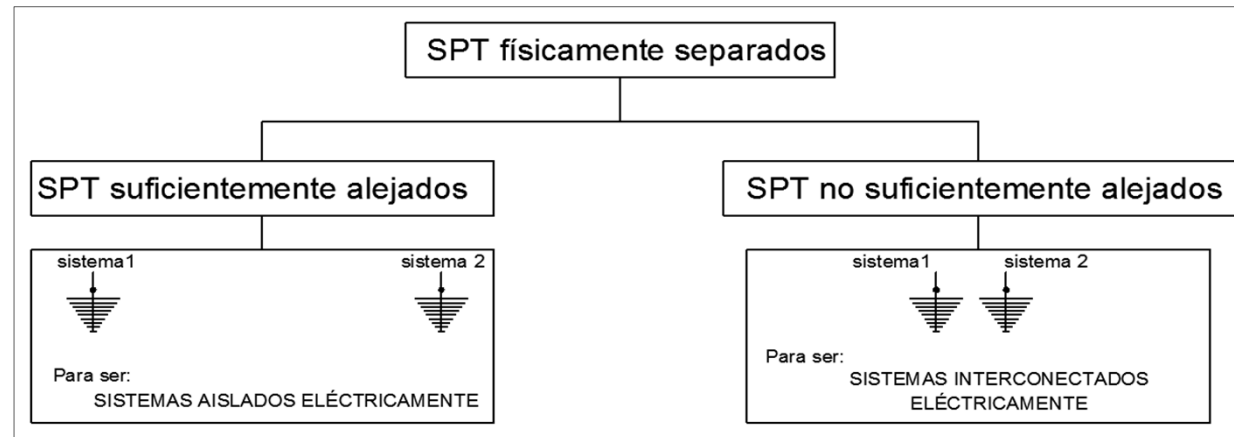 SPT físicamente separados
SPT suficientemente alejados
SPT no suficientemente alejados
sistema1
sistema 2
Para ser:
SISTEMAS AISLADOS ELÉCTRICAMENTE
sistema1
sistema 2
Para ser:
SISTEMAS INTERCONECTADOS
ELÉCTRICAMENTE